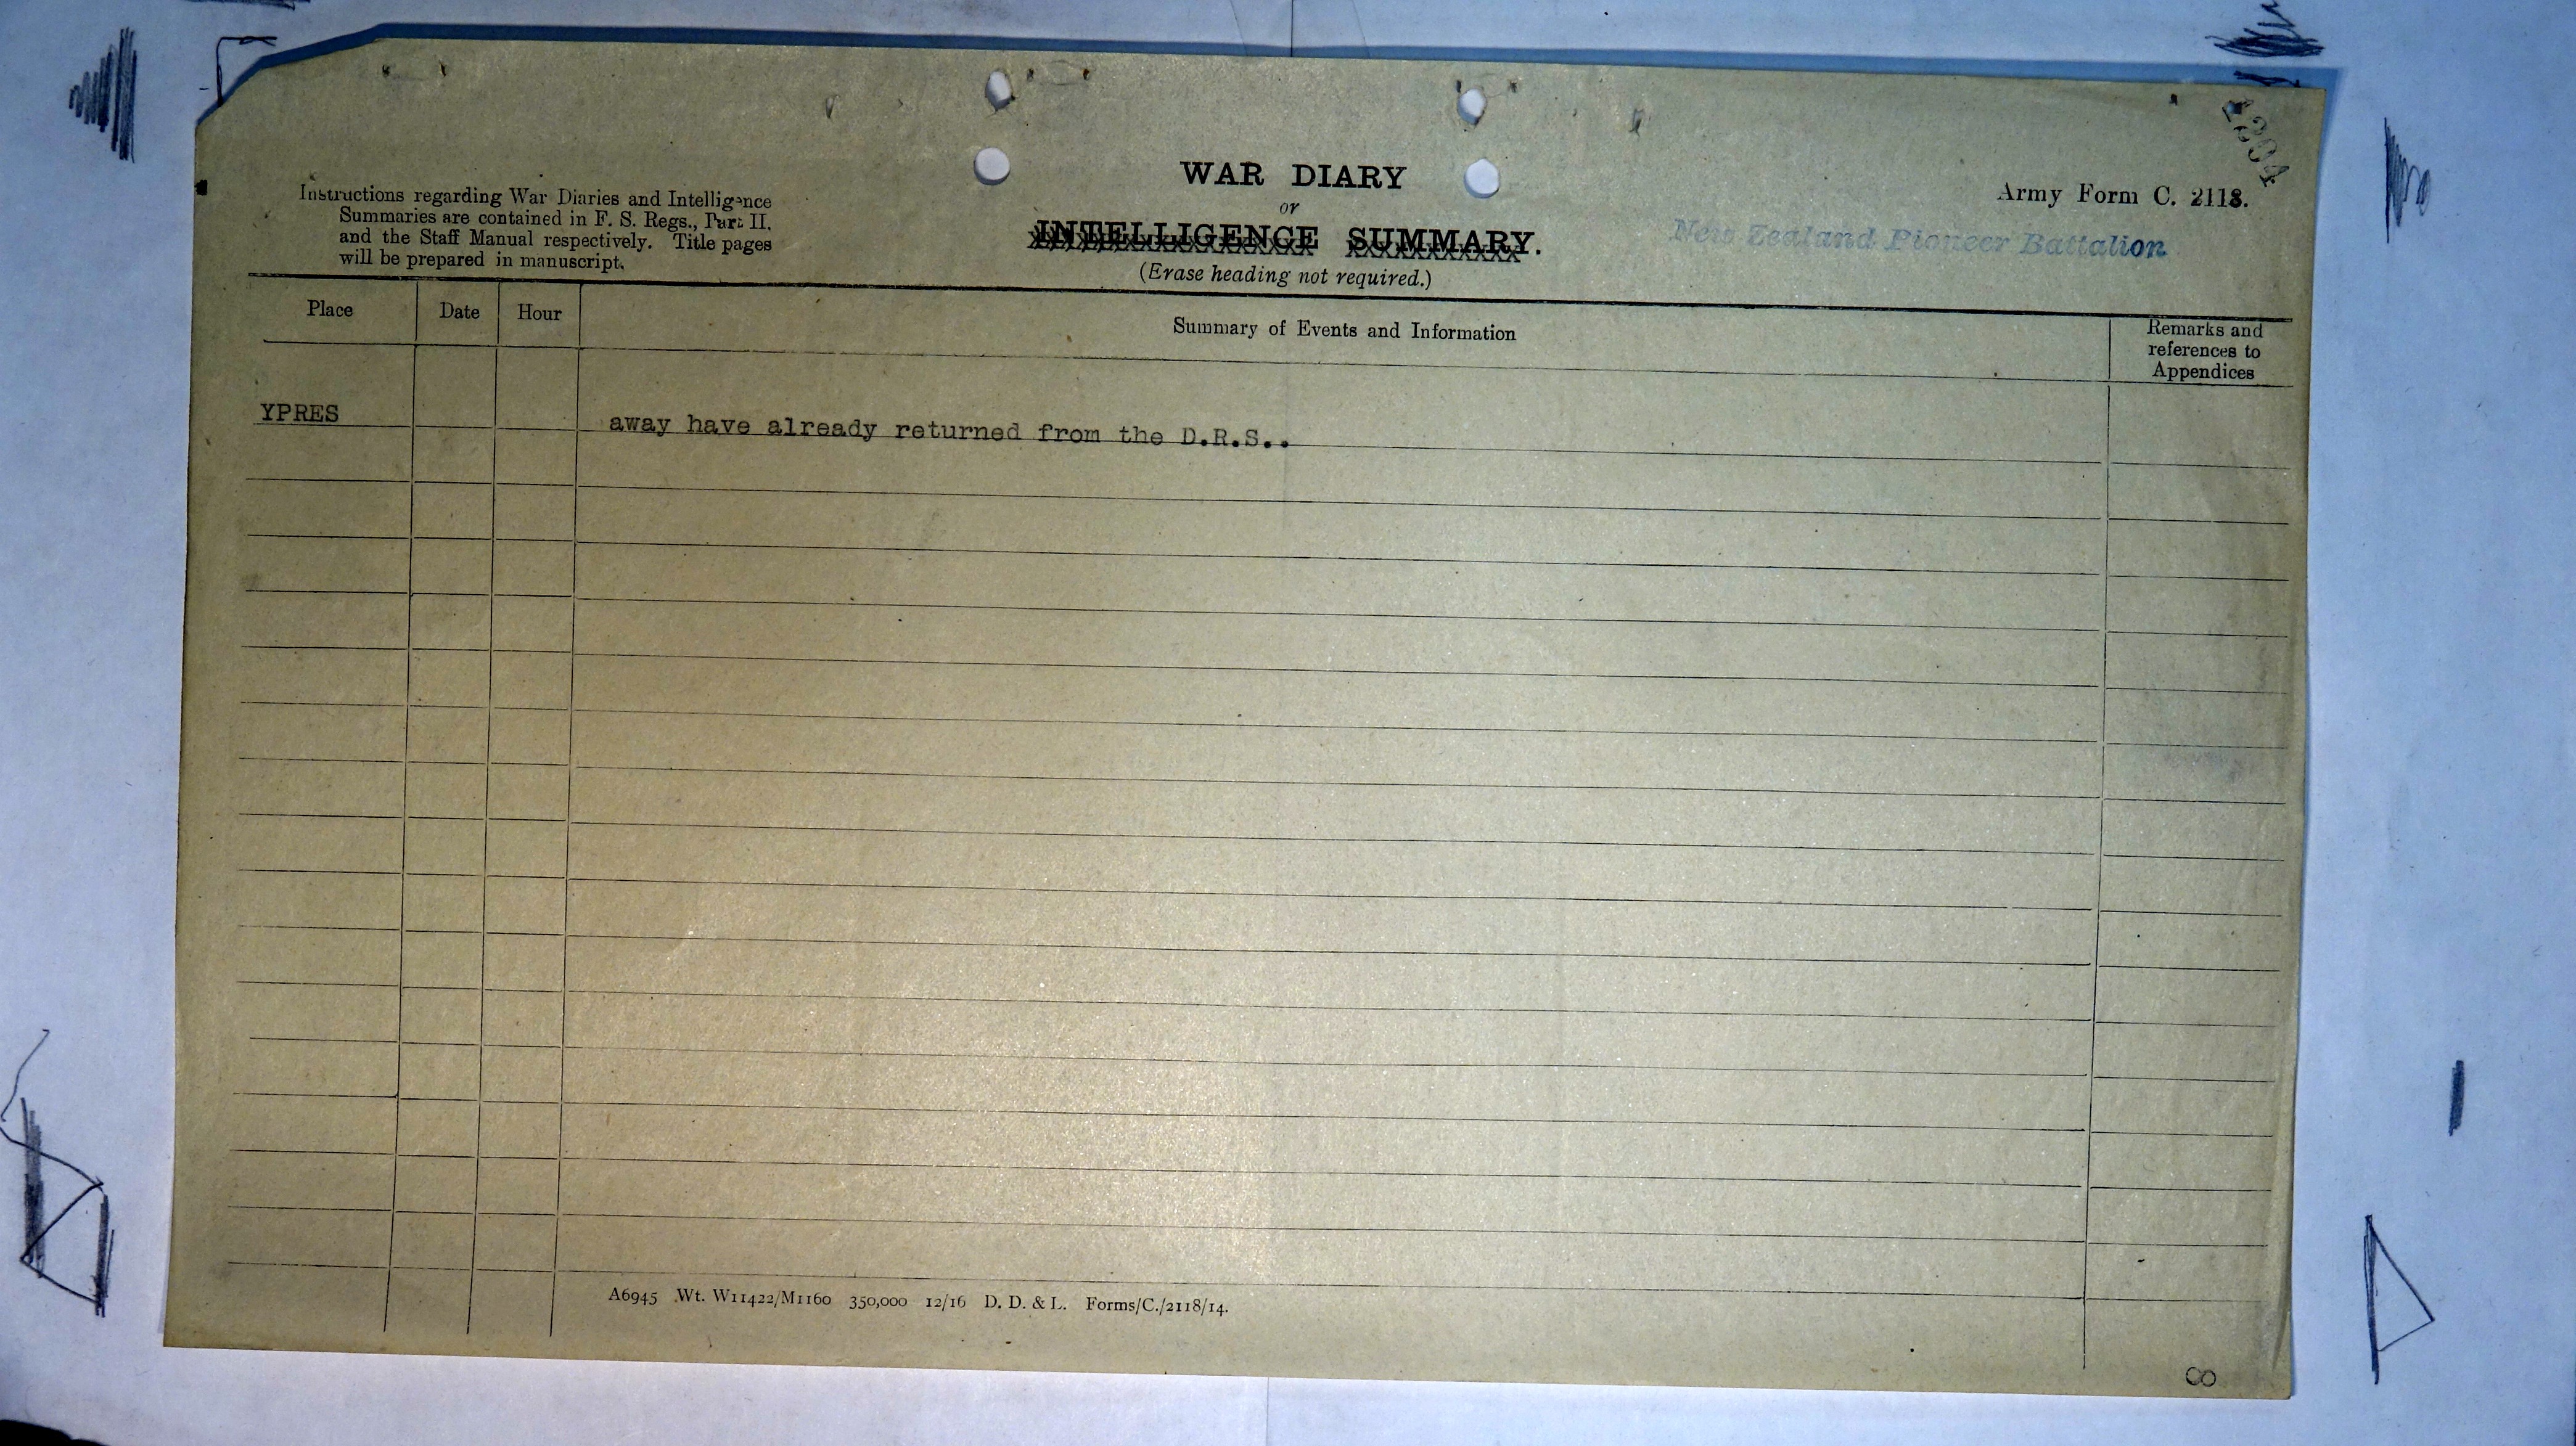 1304
WAR DIARY
or
INTELLIGENCE SUMMARY.
(Erase heading not required.)
Instructions regarding War Diaries and Intelligence
Summaries are contained in F. S. Regs., Part II.
and the Staff Manual respectively. Title pages
will be prepared in manuscript.
Army Form C. 2118.
New Zealand Pioneer Battalion
Place Date Hour Summary of Events and Information Remarks and
references to
Appendices
YPRES away have already returned from the D.R.S..
A6945 Wt. W11422/M1160 350,000 12/16 D. D. & L. Forms/C./2118/14.
8